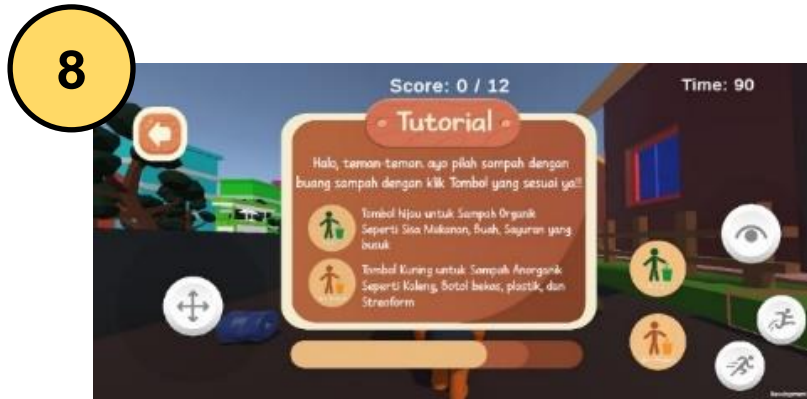 8
Score: 0 / 12
Time: 90
Tutorial
Halo, teman-teman, ayo pilah sampah dengan
buang sampah dengan klik Tombol yang sesuai ya!!
Tombol hijau untuk Sampah Organik
Seperti Sisa Makanan, Buah, Sayuran yang
busuk
Tombol Kuning untuk Sampah Anorganik
Seperti Kaleng, Botol bekas, plastik, dan
Streoform